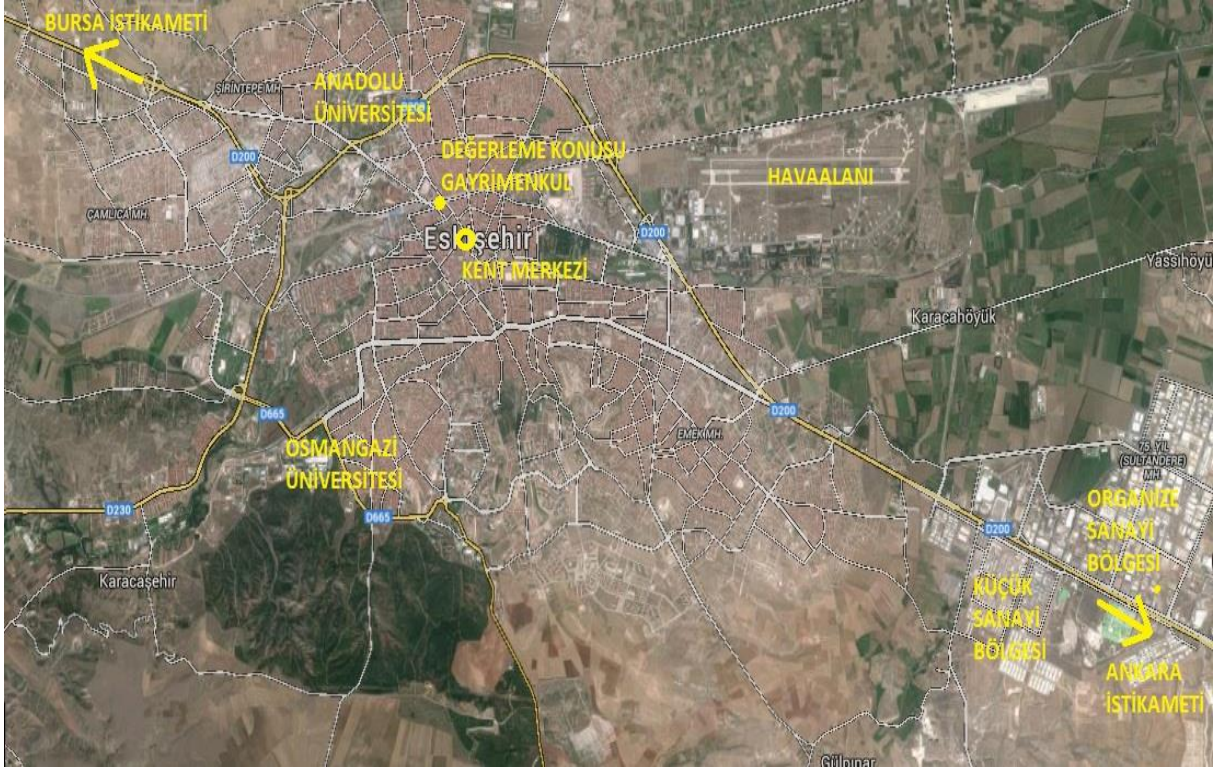 BURSA İSTİKAMETİ
ŞİRİNTEPE MH.
ANADOLU
ÜNİVERSİTESİ
D200
DEĞERLEME KONUSU
GAYRİMENKUL
HAVAALANI
ÇAMLICA MH.
D200
Eskişehir
KENT MERKEZİ
Yassıhöyü
Karacahöyük
D200
D665
EMEK MH.
OSMANGAZİ
ÜNİVERSİTESİ
75. YIL
(SULTANDERE)
MH.
ORGANİZE
SANAYİ
BÖLGESİ
D230
D665
D200
Karacaşehir
KÜÇÜK
SANAYİ
BÖLGESİ
ANKARA
İSTİKAMETİ
Gülpınar